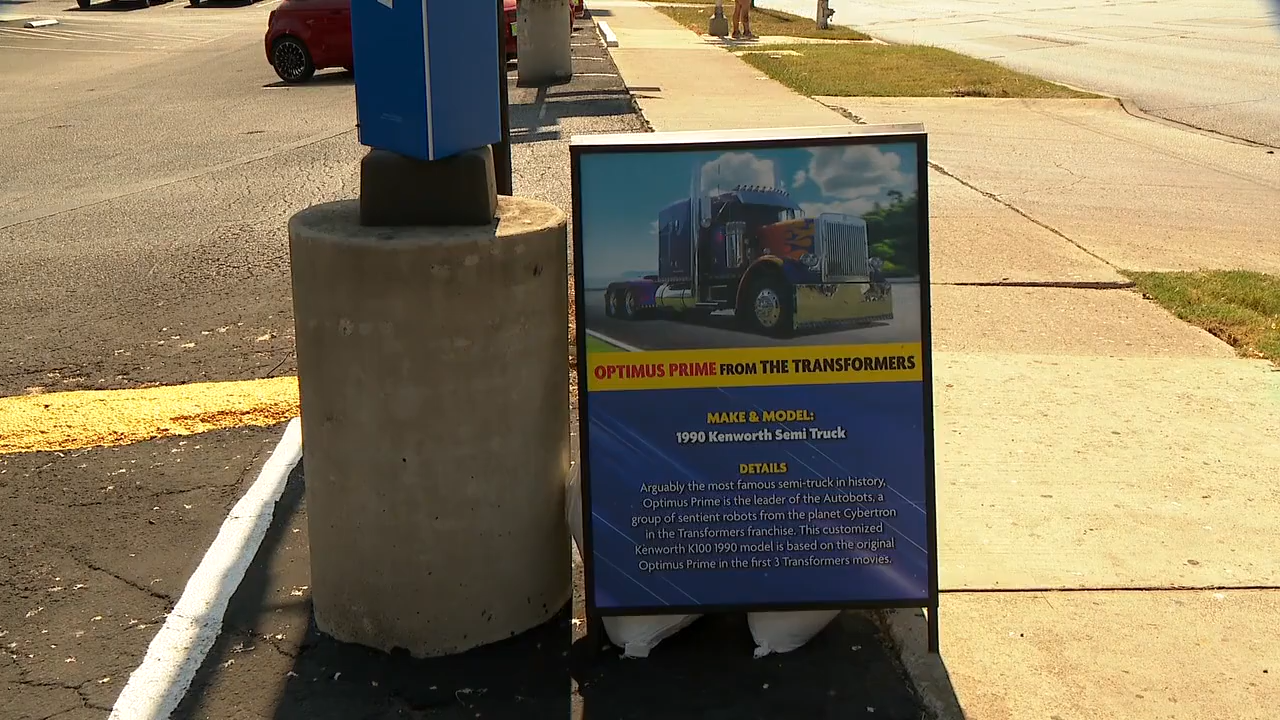 OPTIMUS PRIME FROM THE TRANSFORMERS
MAKE & MODEL:
1990 Kenworth Semi Truck
DETAILS
Arguably the most famous semi-truck in history,
Optimus Prime is the leader of the Autobots, a
group of sentient robots from the planet Cybertron
in the Transformers franchise. This customized
Kenworth K100 1990 model is based on the original
Optimus Prime in the first 3 Transformers movies.